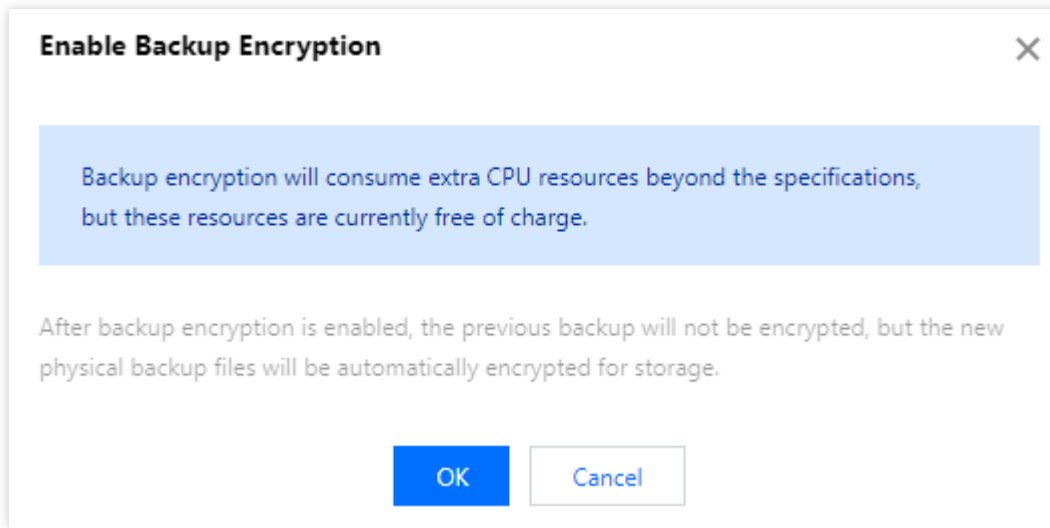 Enable Backup Encryption
Backup encryption will consume extra CPU resources beyond the specifications,
but these resources are currently free of charge.
After backup encryption is enabled, the previous backup will not be encrypted, but the new
physical backup files will be automatically encrypted for storage.
OK
Cancel